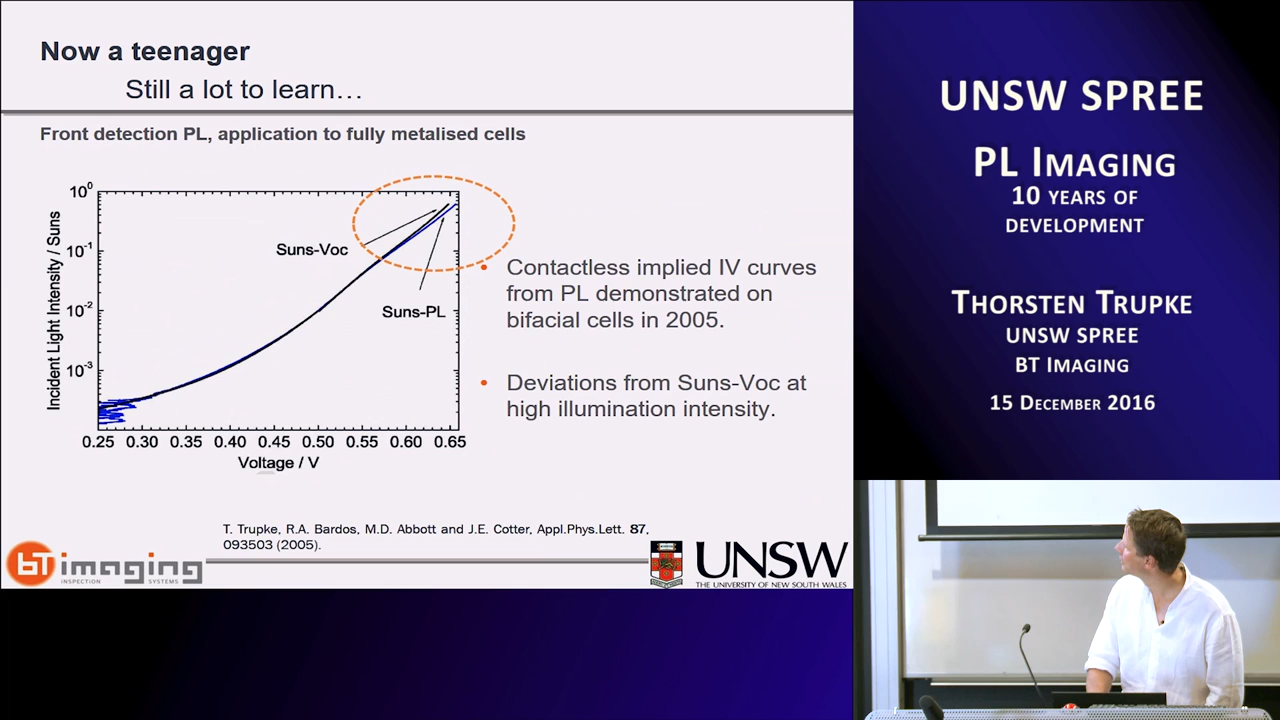 Now a teenager
Still a lot to learn…
Front detection PL, application to fully metalised cells
Incident Light Intensity / Suns
10⁰
10⁻¹
10⁻²
10⁻³
Suns-Voc
Suns-PL
0.25 0.30 0.35 0.40 0.45 0.50 0.55 0.60 0.65
Voltage / V
• Contactless implied IV curves
from PL demonstrated on
bifacial cells in 2005.
• Deviations from Suns-Voc at
high illumination intensity.
T. Trupke, R.A. Bardos, M.D. Abbott and J.E. Cotter, Appl.Phys.Lett. 87,
093503 (2005).
BT imaging
INSPECTION SYSTEMS
UNSW
THE UNIVERSITY OF NEW SOUTH WALES
UNSW SPREE
PL IMAGING
10 YEARS OF
DEVELOPMENT
THORSTEN TRUPKE
UNSW SPREE
BT IMAGING
15 DECEMBER 2016